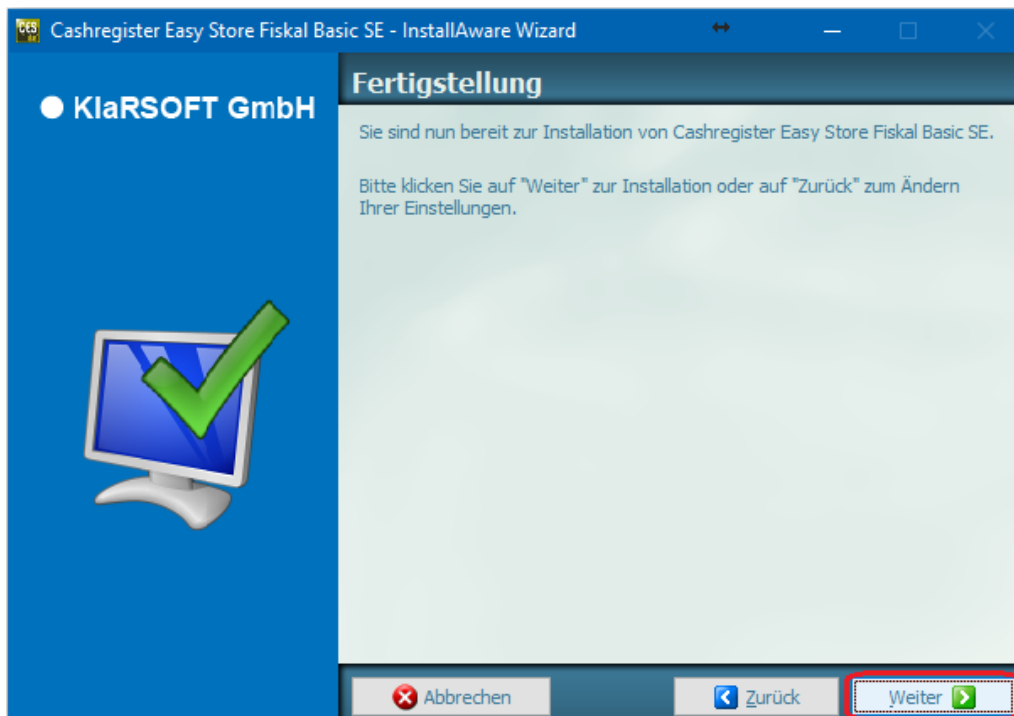 Cashregister Easy Store Fiskal Basic SE - InstallAware Wizard
KlaRSOFT GmbH
Fertigstellung
Sie sind nun bereit zur Installation von Cashregister Easy Store Fiskal Basic SE.
Bitte klicken Sie auf "Weiter" zur Installation oder auf "Zurück" zum Ändern
Ihrer Einstellungen.
Abbrechen
Zurück
Weiter